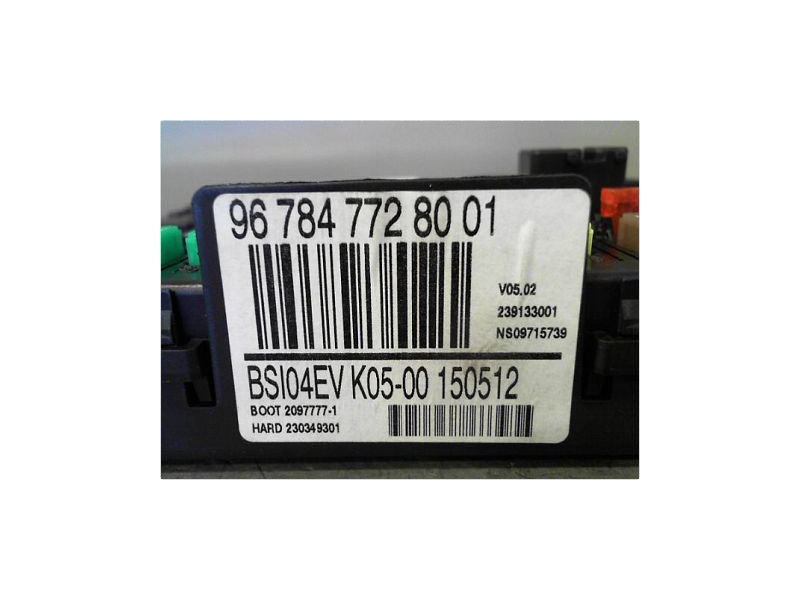 96 784 772 80 01
V05.02
239133001
NS09715739
BSI04EV K05-00 150512
BOOT 2097777-1
HARD 230349301